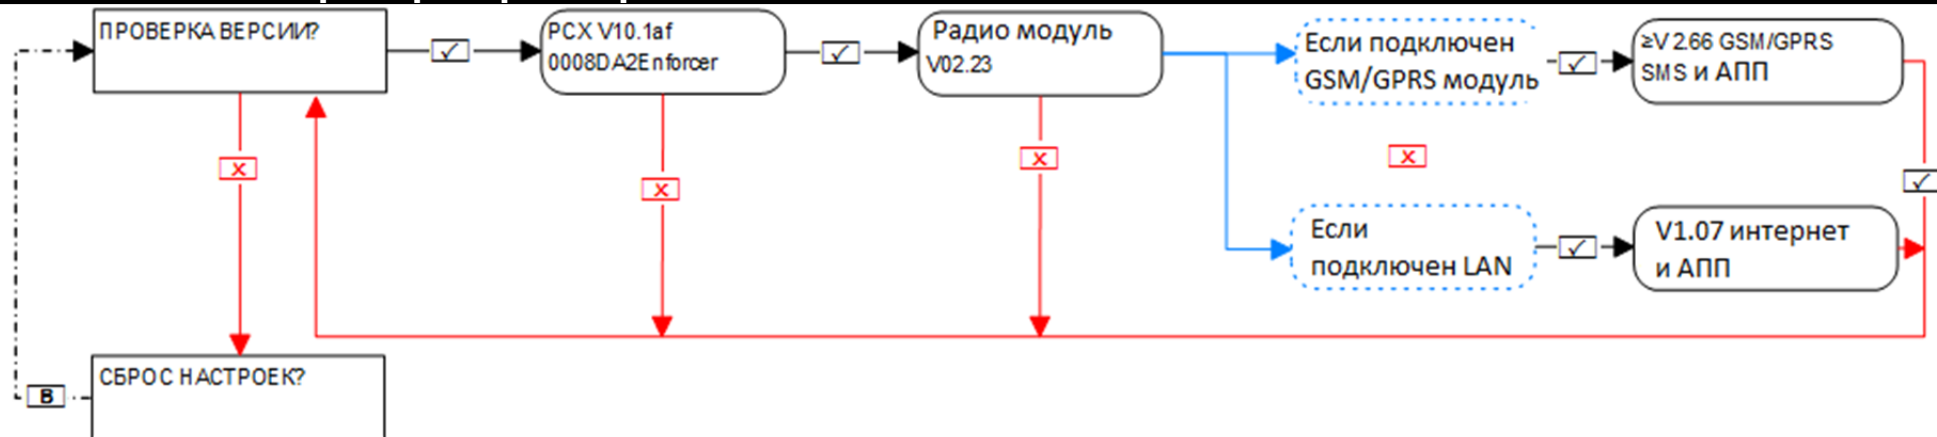 ПРОВЕРКА ВЕРСИИ?
PCX V10.1af
0008DA2Enforcer
Радио модуль
V02.23
Если подключен
GSM/GPRS модуль
≥V 2.66 GSM/GPRS
SMS и АПП
✓
✓
✓
X
X
X
X
✓
Если
подключен LAN
✓
V1.07 интернет
и АПП
СБРОС НАСТРОЕК?
B